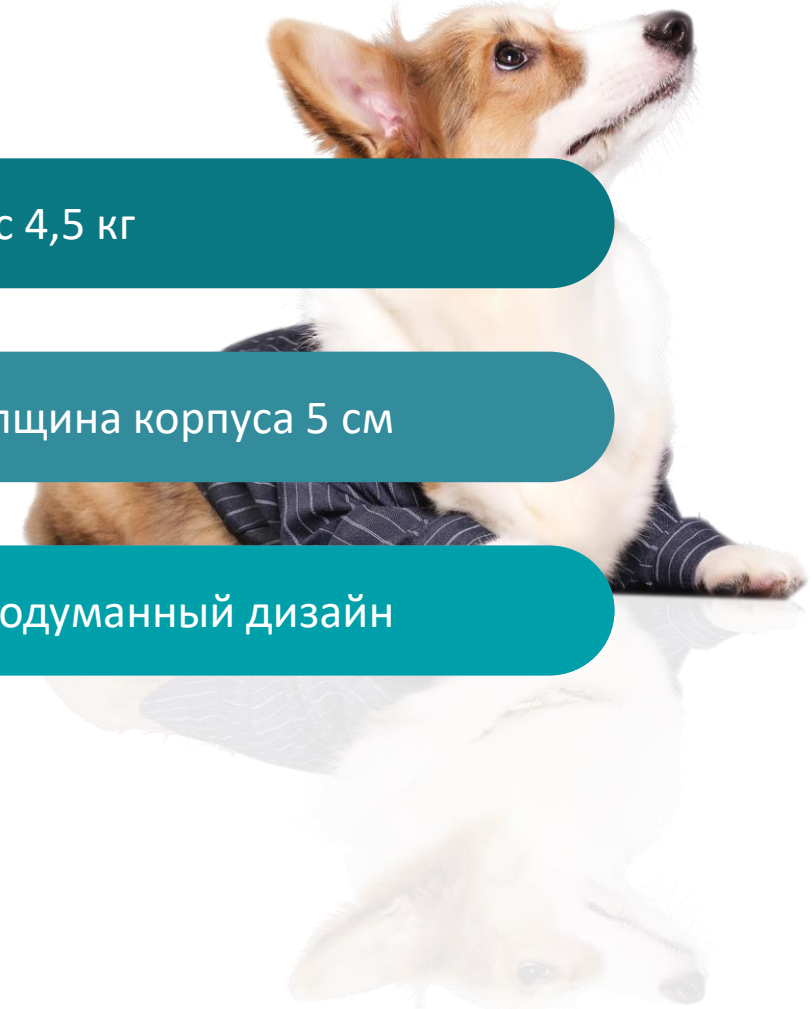 с 4,5 кг
лщина корпуса 5 см
одуманный дизайн